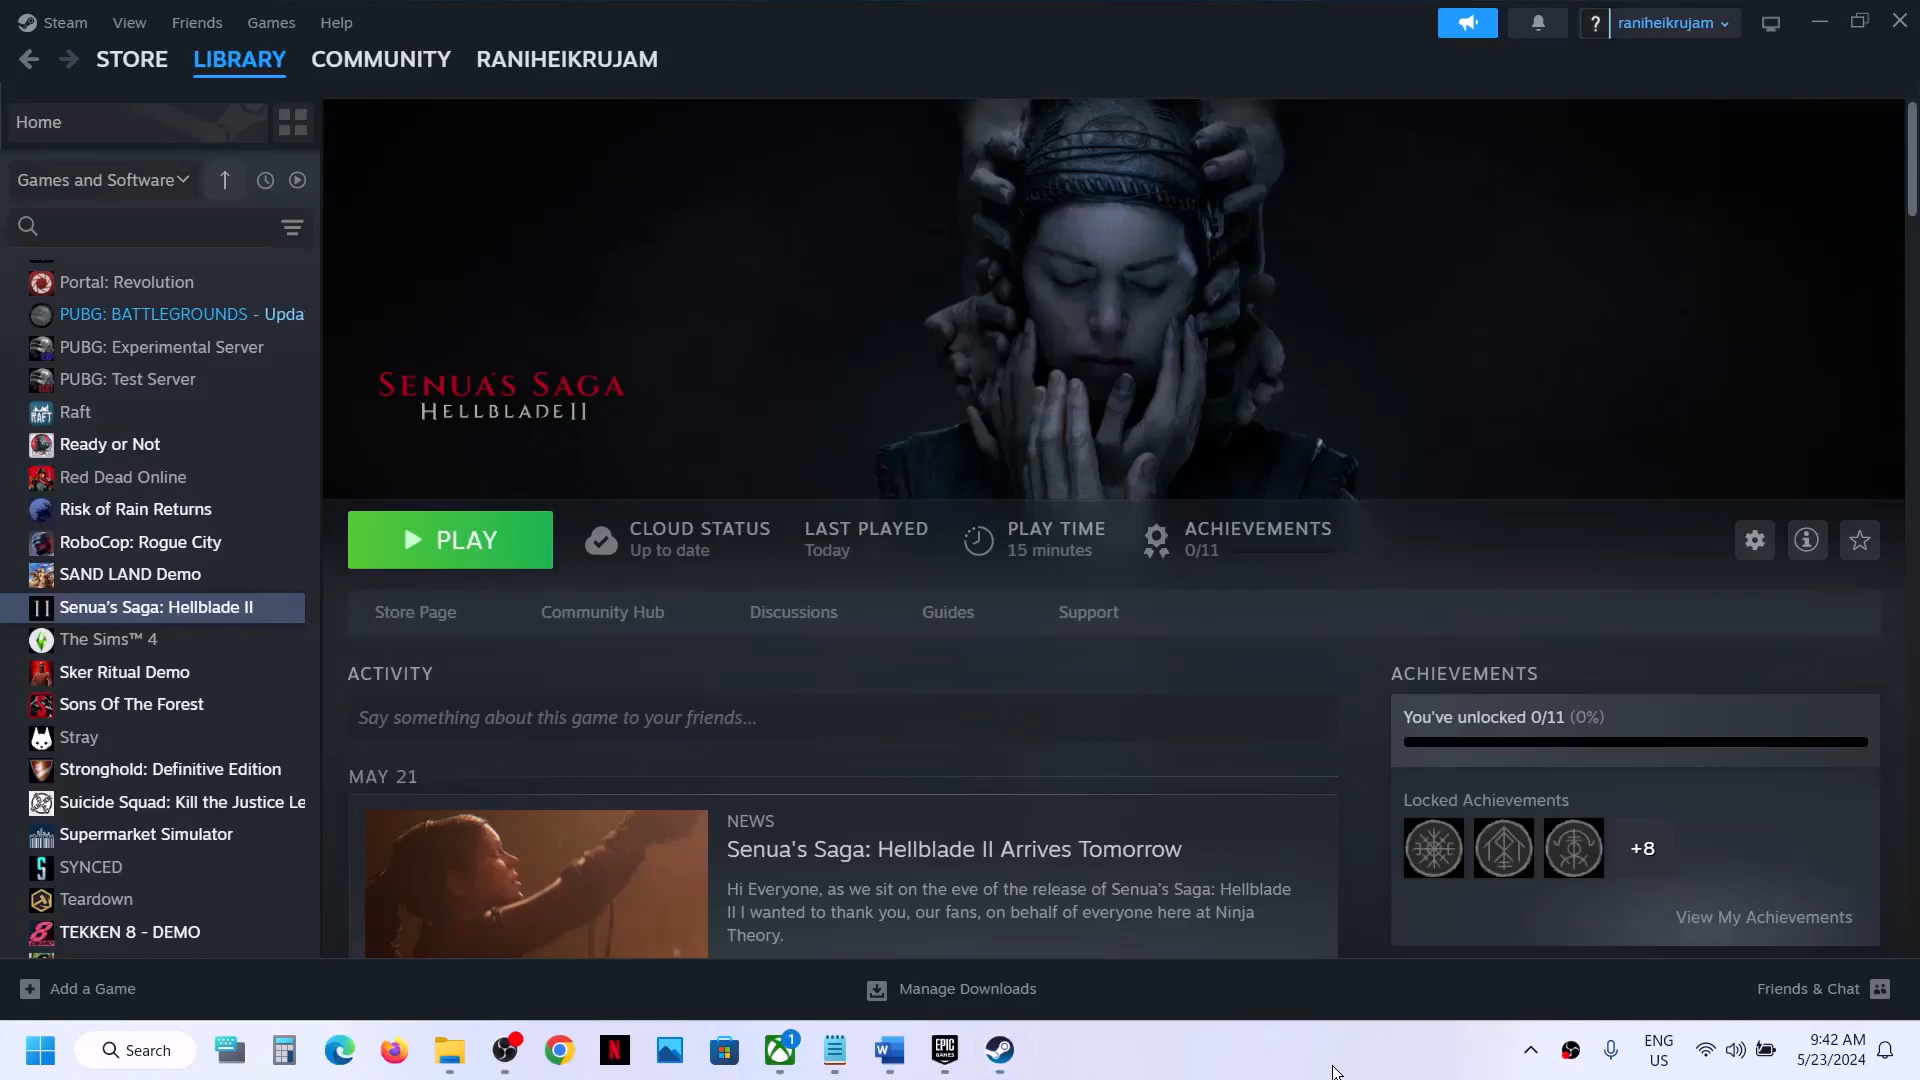 Steam View Friends Games Help
? raniheikrujam
STORE LIBRARY COMMUNITY RANIHEIKRUJAM
Home
Games and Software
Portal: Revolution
PUBG: BATTLEGROUNDS - Upda
PUBG: Experimental Server
PUBG: Test Server
Raft
Ready or Not
Red Dead Online
Risk of Rain Returns
RoboCop: Rogue City
SAND LAND Demo
Senua's Saga: Hellblade II
The Sims™ 4
Sker Ritual Demo
Sons Of The Forest
Stray
Stronghold: Definitive Edition
Suicide Squad: Kill the Justice Le
Supermarket Simulator
SYNCED
Teardown
TEKKEN 8 - DEMO
SENUA'S SAGA
HELLBLADE II
PLAY
CLOUD STATUS
Up to date
LAST PLAYED
Today
PLAY TIME
15 minutes
ACHIEVEMENTS
0/11
Store Page Community Hub Discussions Guides Support
ACTIVITY
Say something about this game to your friends...
MAY 21
NEWS
Senua's Saga: Hellblade II Arrives Tomorrow
Hi Everyone, as we sit on the eve of the release of Senua's Saga: Hellblade
II I wanted to thank you, our fans, on behalf of everyone here at Ninja
Theory.
ACHIEVEMENTS
You've unlocked 0/11 (0%)
Locked Achievements
+8
View My Achievements
Add a Game
Manage Downloads
Friends & Chat
Search
1
EPIC
GAMES
ENG
US
9:42 AM
5/23/2024